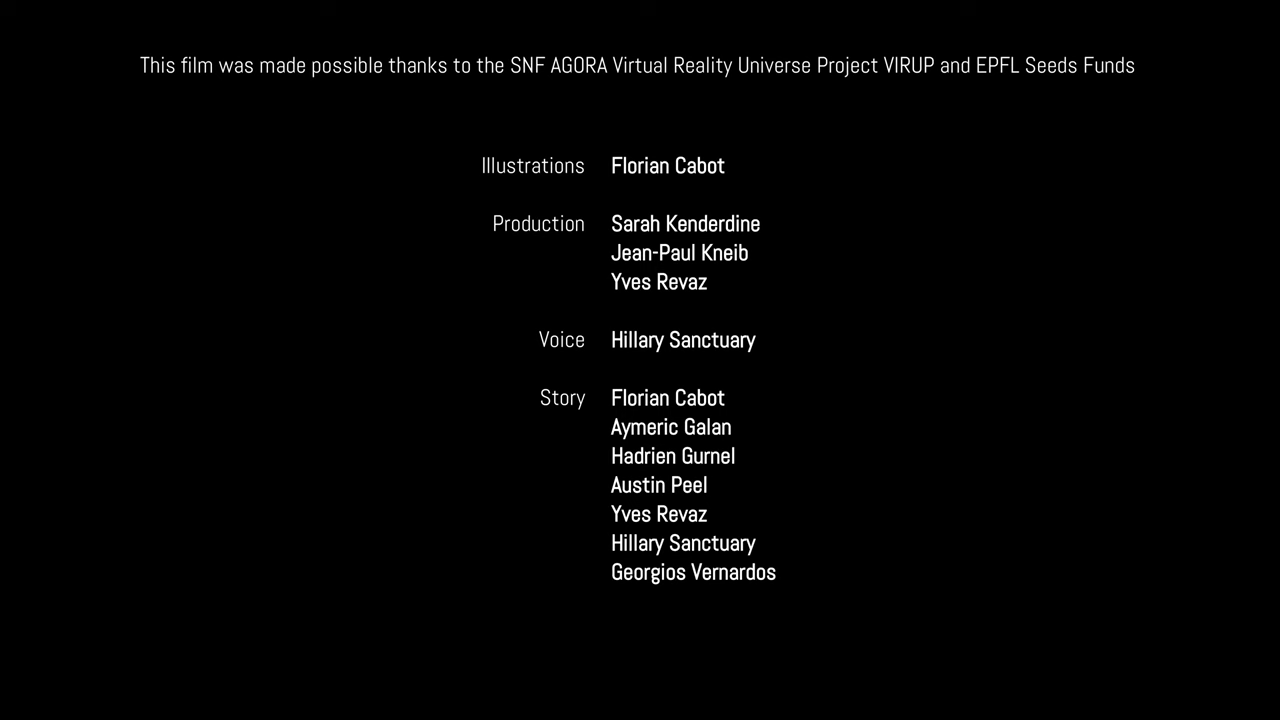 This film was made possible thanks to the SNF AGORA Virtual Reality Universe Project VIRUP and EPFL Seeds Funds
Illustrations Florian Cabot
Production Sarah Kenderdine
Jean-Paul Kneib
Yves Revaz
Voice Hillary Sanctuary
Story Florian Cabot
Aymeric Galan
Hadrien Gurnel
Austin Peel
Yves Revaz
Hillary Sanctuary
Georgios Vernardos